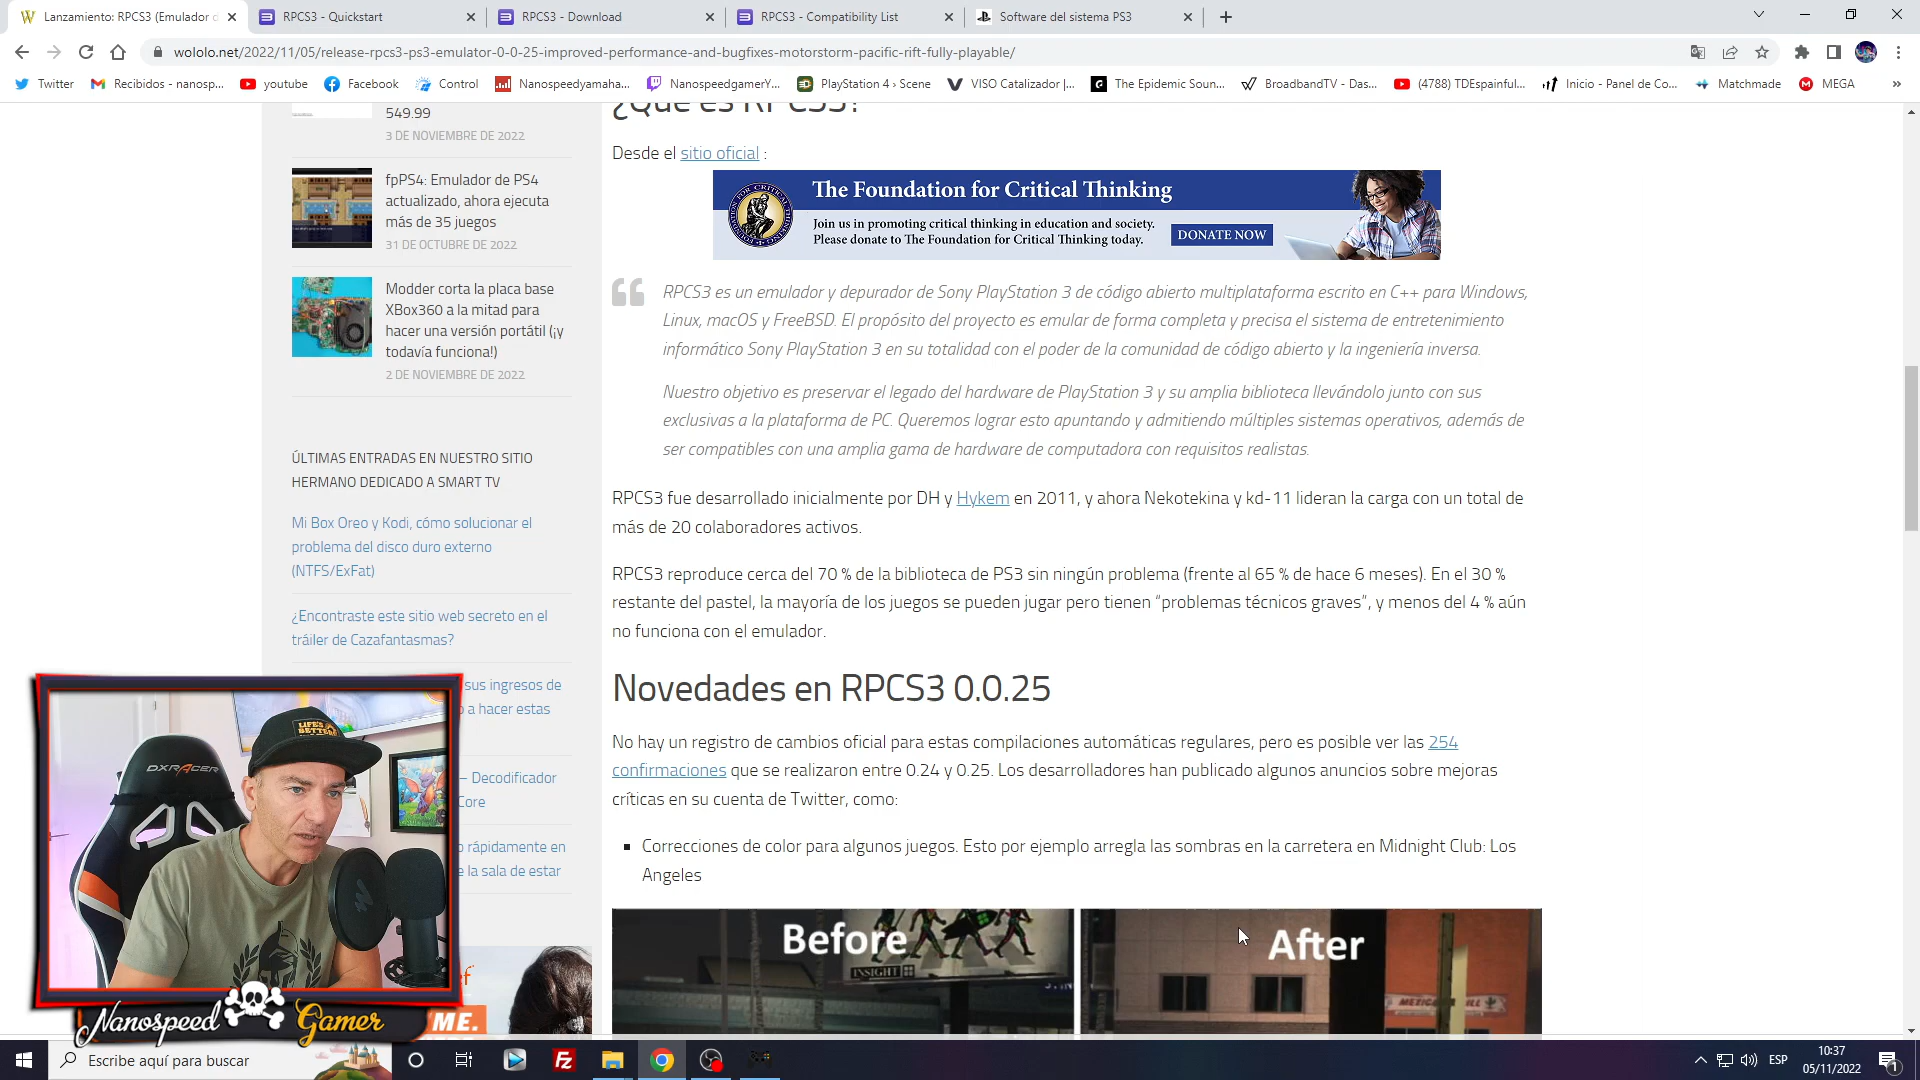 Lanzamiento: RPCS3 (Emulador d
RPCS3 - Quickstart
RPCS3 - Download
RPCS3 - Compatibility List
Software del sistema PS3
wololo.net/2022/11/05/release-rpcs3-ps3-emulator-0-0-25-improved-performance-and-bugfixes-motorstorm-pacific-rift-fully-playable/
Twitter
Recibidos - nanosp...
youtube
Facebook
Control
Nanospeedyamaha...
NanospeedgamerY...
PlayStation 4 › Scene
VISO Catalizador |...
The Epidemic Soun...
BroadbandTV - Das...
(4788) TDEspainful...
Inicio - Panel de Co...
Matchmade
MEGA
549.99
3 DE NOVIEMBRE DE 2022
fpPS4: Emulador de PS4
actualizado, ahora ejecuta
más de 35 juegos
31 DE OCTUBRE DE 2022
Modder corta la placa base
XBox360 a la mitad para
hacer una versión portátil (¡y
todavía funciona!)
2 DE NOVIEMBRE DE 2022
ÚLTIMAS ENTRADAS EN NUESTRO SITIO
HERMANO DEDICADO A SMART TV
Mi Box Oreo y Kodi, cómo solucionar el
problema del disco duro externo
(NTFS/ExFat)
¿Encontraste este sitio web secreto en el
tráiler de Cazafantasmas?
sus ingresos de
o a hacer estas
– Decodificador
Core
o rápidamente en
e la sala de estar
¿Qué es RPCS3?
Desde el sitio oficial :
The Foundation for Critical Thinking
Join us in promoting critical thinking in education and society.
Please donate to The Foundation for Critical Thinking today.
DONATE NOW
RPCS3 es un emulador y depurador de Sony PlayStation 3 de código abierto multiplataforma escrito en C++ para Windows,
Linux, macOS y FreeBSD. El propósito del proyecto es emular de forma completa y precisa el sistema de entretenimiento
informático Sony PlayStation 3 en su totalidad con el poder de la comunidad de código abierto y la ingeniería inversa.
Nuestro objetivo es preservar el legado del hardware de PlayStation 3 y su amplia biblioteca llevándolo junto con sus
exclusivas a la plataforma de PC. Queremos lograr esto apuntando y admitiendo múltiples sistemas operativos, además de
ser compatibles con una amplia gama de hardware de computadora con requisitos realistas.
RPCS3 fue desarrollado inicialmente por DH y Hykem en 2011, y ahora Nekotekina y kd-11 lideran la carga con un total de
más de 20 colaboradores activos.
RPCS3 reproduce cerca del 70 % de la biblioteca de PS3 sin ningún problema (frente al 65 % de hace 6 meses). En el 30 %
restante del pastel, la mayoría de los juegos se pueden jugar pero tienen “problemas técnicos graves”, y menos del 4 % aún
no funciona con el emulador.
Novedades en RPCS3 0.0.25
No hay un registro de cambios oficial para estas compilaciones automáticas regulares, pero es posible ver las 254
confirmaciones que se realizaron entre 0.24 y 0.25. Los desarrolladores han publicado algunos anuncios sobre mejoras
críticas en su cuenta de Twitter, como:
Correcciones de color para algunos juegos. Esto por ejemplo arregla las sombras en la carretera en Midnight Club: Los
Angeles
Before
INSIGHT
After
DXRACER
LIFE'S
BETTER
Nanospeed Gamer
ME.
Escribe aquí para buscar
ESP
10:37
05/11/2022
1